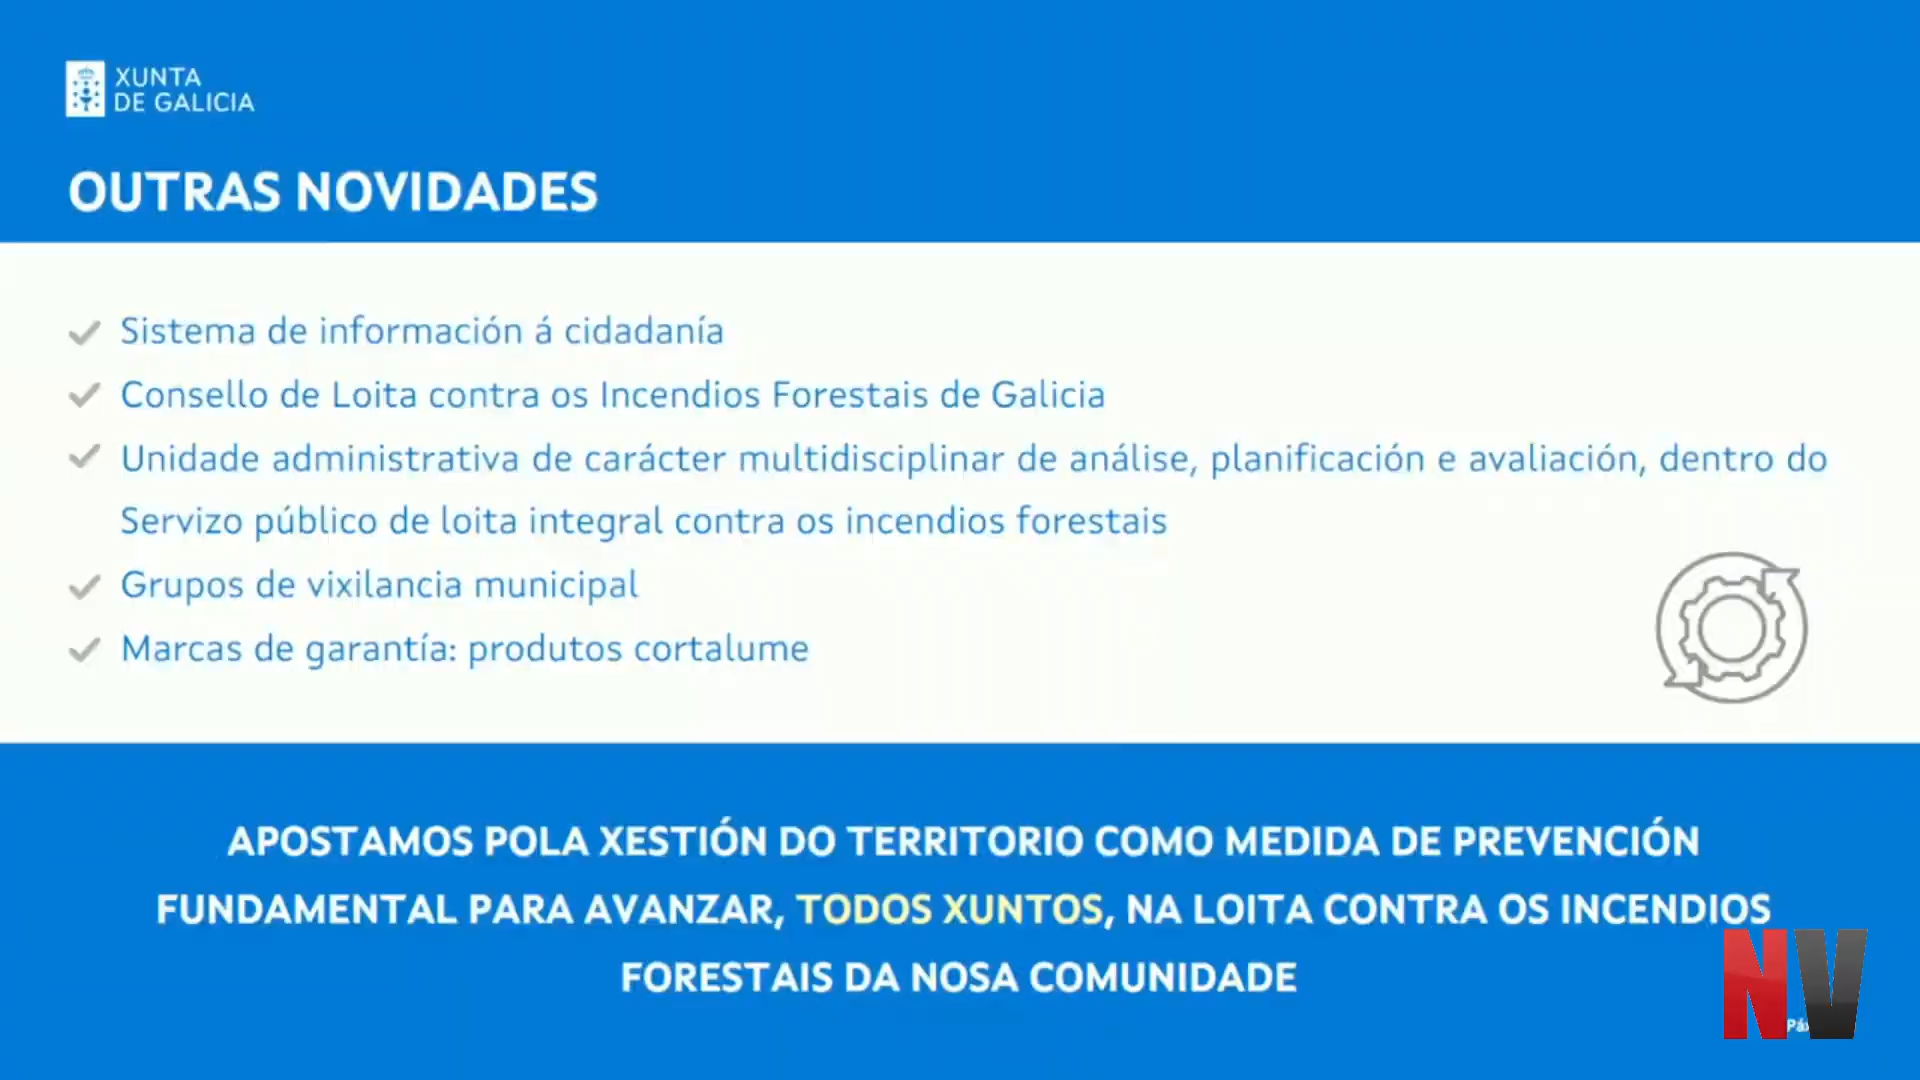 XUNTA
DE GALICIA
OUTRAS NOVIDADES
Sistema de información á cidadanía
Consello de Loita contra os Incendios Forestais de Galicia
Unidade administrativa de carácter multidisciplinar de análise, planificación e avaliación, dentro do
Servizo público de loita integral contra os incendios forestais
Grupos de vixilancia municipal
Marcas de garantía: produtos cortalume
APOSTAMOS POLA XESTIÓN DO TERRITORIO COMO MEDIDA DE PREVENCIÓN
FUNDAMENTAL PARA AVANZAR, TODOS XUNTOS, NA LOITA CONTRA OS INCENDIOS
FORESTAIS DA NOSA COMUNIDADE
NV